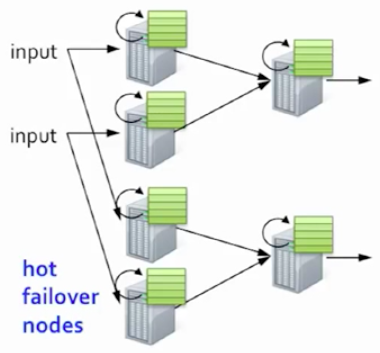 input
input
hot
failover
nodes